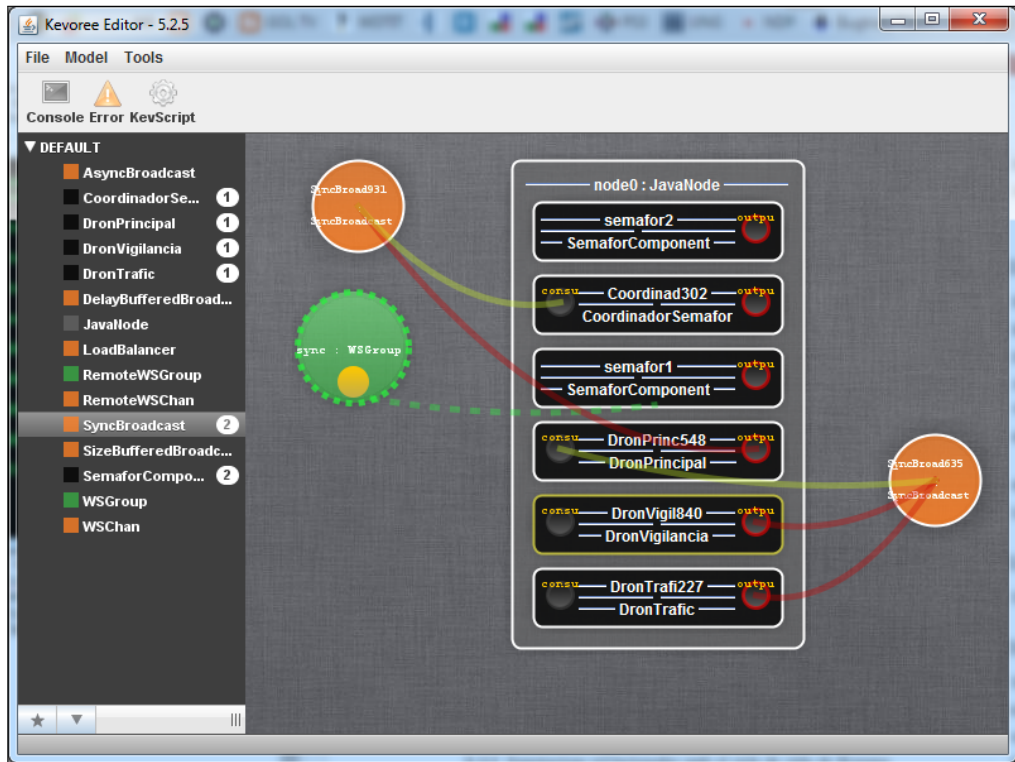 Kevoree Editor - 5.2.5
File Model Tools
Console Error KevScript
DEFAULT
AsyncBroadcast
CoordinadorSe... 1
DronPrincipal 1
DronVigilancia 1
DronTrafic 1
DelayBufferedBroad...
JavaNode
LoadBalancer
RemoteWSGroup
RemoteWSChan
SyncBroadcast 2
SizeBufferedBroadc...
SemaforCompo... 2
WSGroup
WSChan
SyncBroad931
SyncBroadcast
sync : WSGroup
node0 : JavaNode
semafor2 outpu
SemaforComponent
consu Coordinad302 outpu
CoordinadorSemafor
semafor1 outpu
SemaforComponent
consu DronPrinc548 outpu
DronPrincipal
consu DronVigil840 outpu
DronVigilancia
consu DronTrafi227 outpu
DronTrafic
SyncBroad635
SyncBroadcast